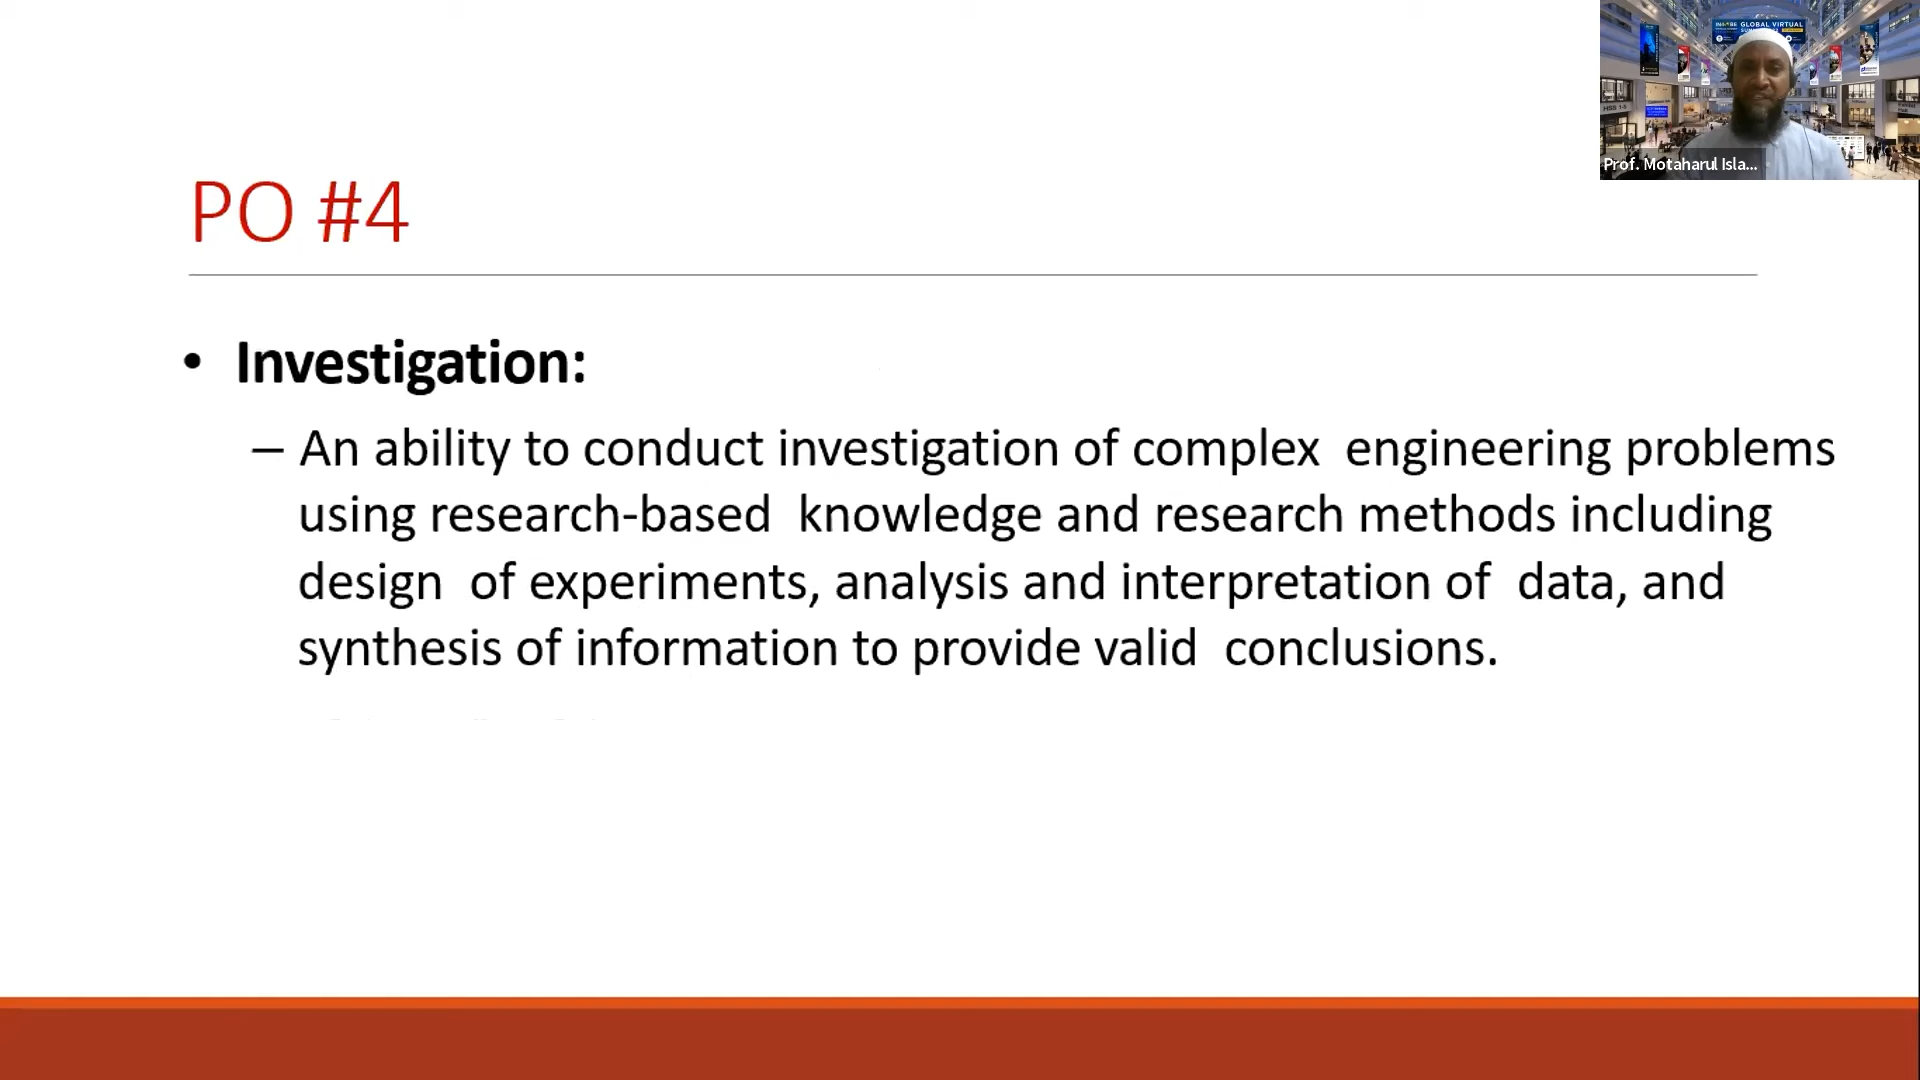 GLOBAL VIRTUAL
Prof. Motaharul Isla...
PO #4
• Investigation:
– An ability to conduct investigation of complex engineering problems
using research-based knowledge and research methods including
design of experiments, analysis and interpretation of data, and
synthesis of information to provide valid conclusions.